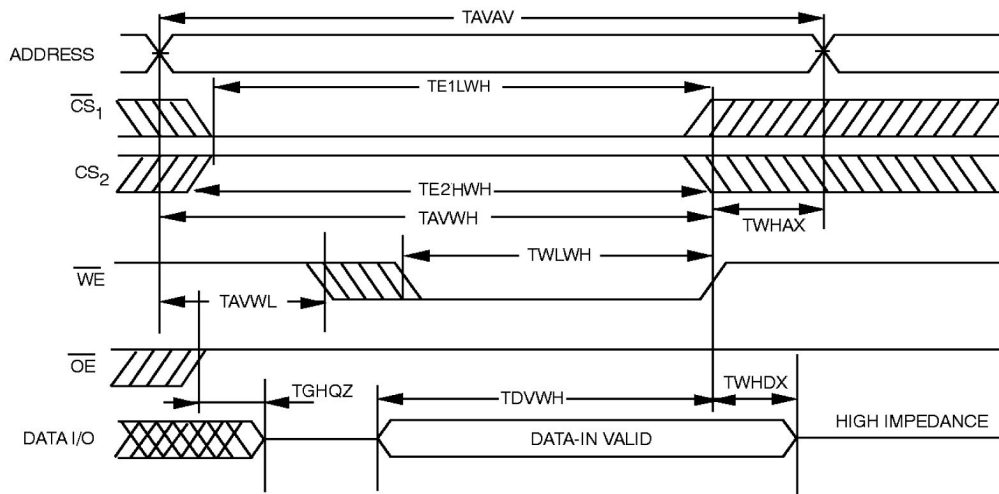 TAVAV
ADDRESS
TE1LWH
CS1
CS2
TE2HWH
TAVWH
TWHAX
TWLWH
WE
TAVWL
OE
TGHQZ
TDVWH
TWHDX
HIGH IMPEDANCE
DATA I/O
DATA-IN VALID